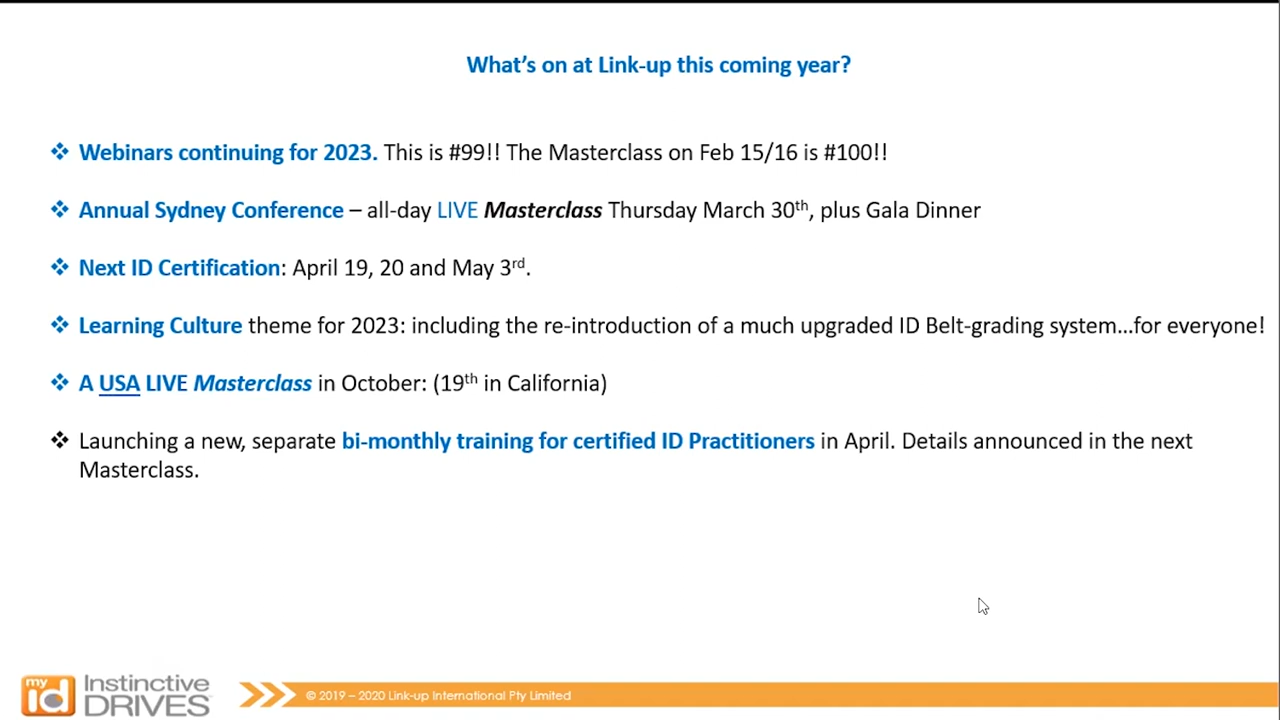 What's on at Link-up this coming year?
❖ Webinars continuing for 2023. This is #99!! The Masterclass on Feb 15/16 is #100!!
❖ Annual Sydney Conference – all-day LIVE Masterclass Thursday March 30th, plus Gala Dinner
❖ Next ID Certification: April 19, 20 and May 3rd.
❖ Learning Culture theme for 2023: including the re-introduction of a much upgraded ID Belt-grading system…for everyone!
❖ A USA LIVE Masterclass in October: (19th in California)
❖ Launching a new, separate bi-monthly training for certified ID Practitioners in April. Details announced in the next
Masterclass.
my
id
Instinctive
DRIVES
© 2019 – 2020 Link-up International Pty Limited